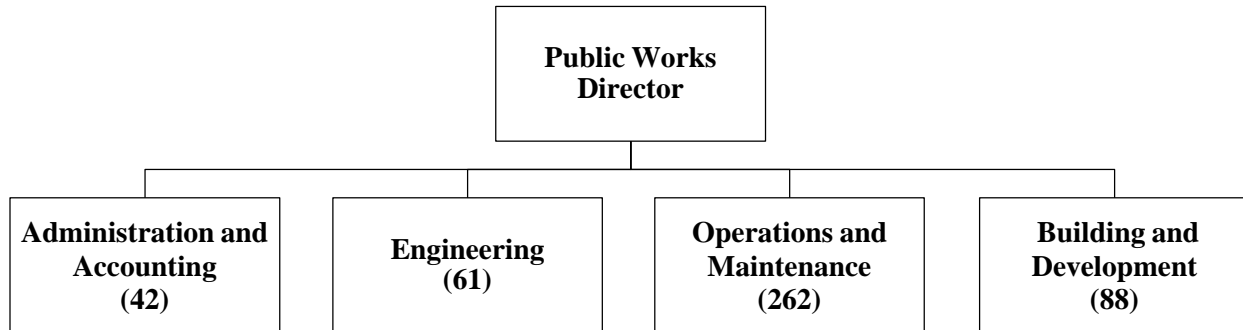 Public Works
Director
Administration and
Accounting
(42)
Engineering
(61)
Operations and
Maintenance
(262)
Building and
Development
(88)